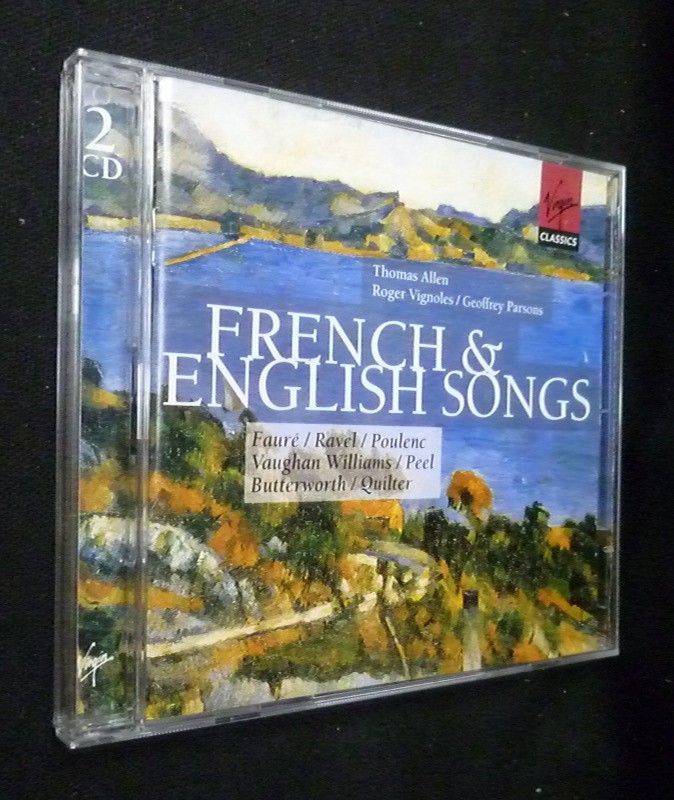 2
CD
Virgin
CLASSICS
Thomas Allen
Roger Vignoles / Geoffrey Parsons
FRENCH &
ENGLISH SONGS
Fauré / Ravel / Poulenc
Vaughan Williams / Peel
Butterworth / Quilter
Virgin